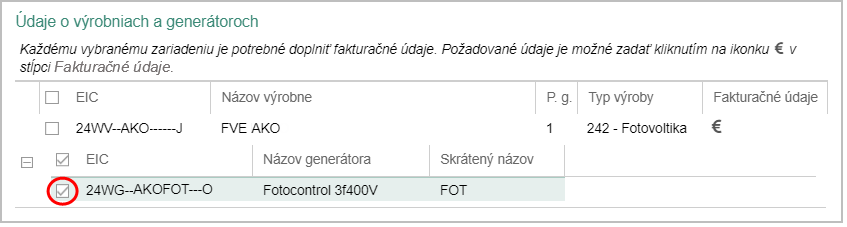 Údaje o výrobniach a generátoroch
Každému vybranému zariadeniu je potrebné doplniť fakturačné údaje. Požadované údaje je možné zadať kliknutím na ikonku € v
stĺpci Fakturačné údaje.
EIC Názov výrobne P. g. Typ výroby Fakturačné údaje
24WV--AKO------J FVE AKO 1 242 - Fotovoltika €
EIC Názov generátora Skrátený názov
24WG--AKOFOT---O Fotocontrol 3f400V FOT